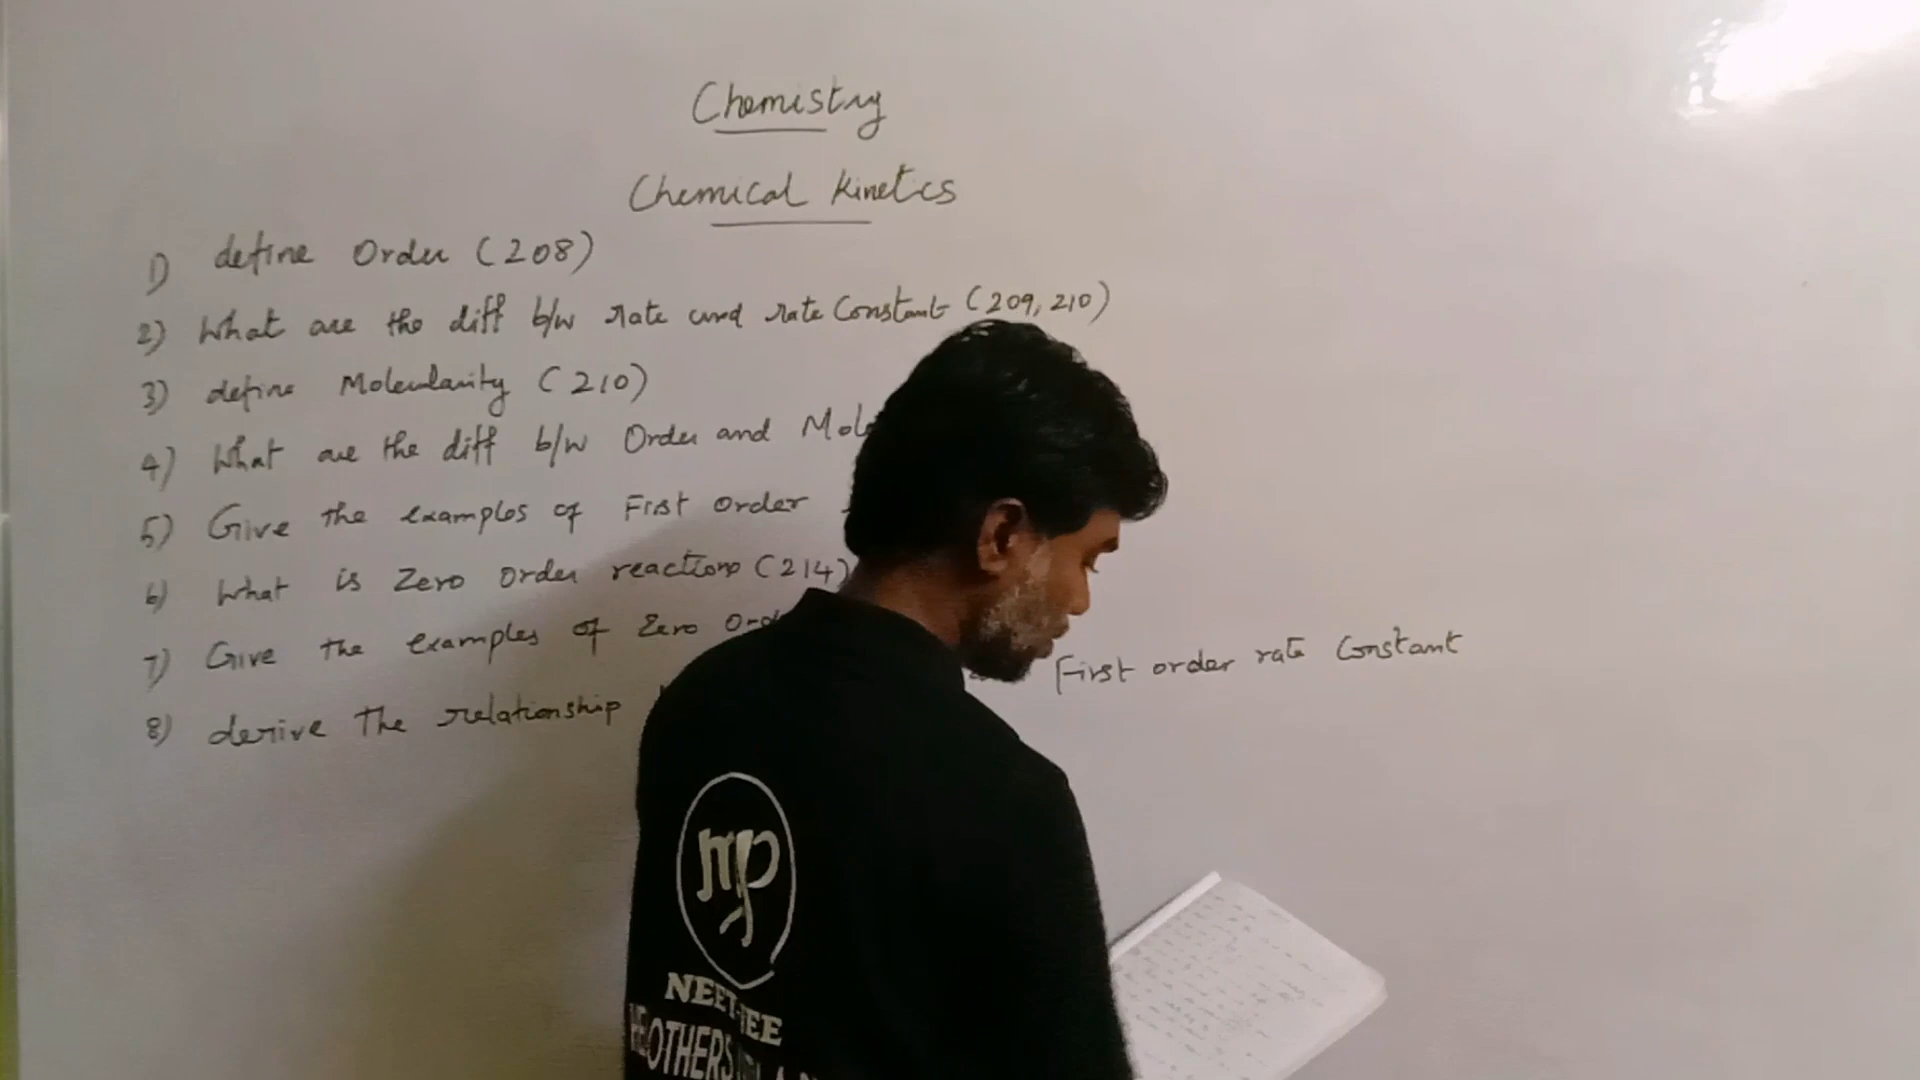 Chemistry
Chemical Kinetics
1) define Order (208)
2) What are the diff b/w rate and rate Constant (209, 210)
3) define Molecularity (210)
4) What are the diff b/w Order and
5) Give the examples of First order
6) What is Zero Order reactions (214)
7) Give the examples of Zero
8) derive The relationship First order rate Constant
mp
NEET-JEE
OTHERS